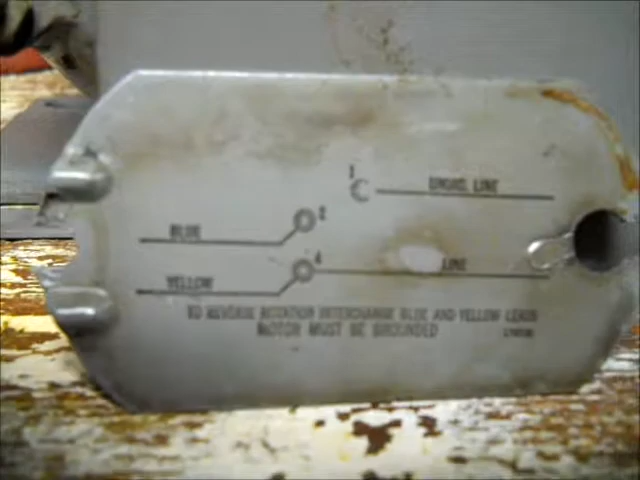 1
GRND. LINE
BLUE 2
YELLOW 4 LINE
TO REVERSE ROTATION INTERCHANGE BLUE AND YELLOW LEADS
MOTOR MUST BE GROUNDED